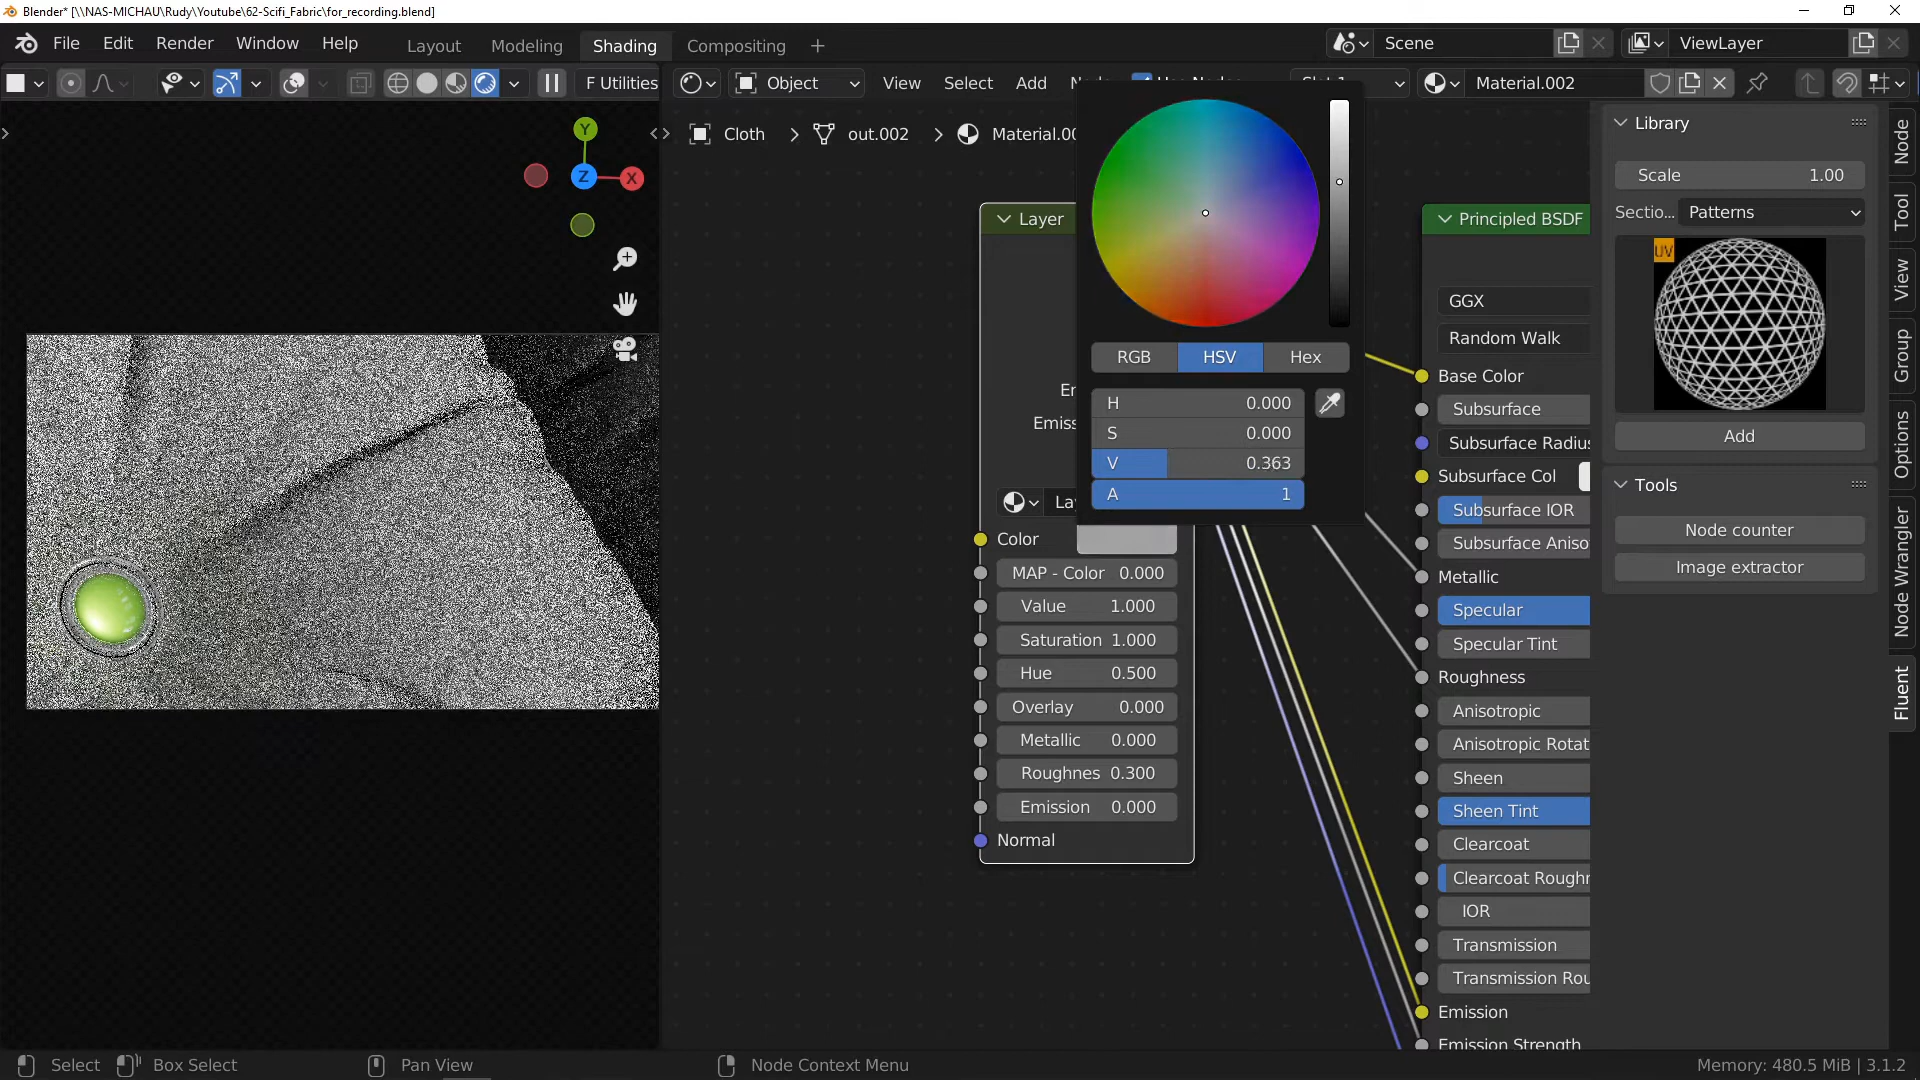 Blender* [\\NAS-MICHAU\Rudy\Youtube\62-Scifi_Fabric\for_recording.blend]
File Edit Render Window Help Layout Modeling Shading Compositing Scene ViewLayer
F Utilities Object View Select Add Material.002
Cloth out.002
Y
Z X
Layer
RGB HSV Hex
H 0.000
S 0.000
V 0.363
A 1
Color
MAP - Color 0.000
Value 1.000
Saturation 1.000
Hue 0.500
Overlay 0.000
Metallic 0.000
Roughnes 0.300
Emission 0.000
Normal
Principled BSDF
GGX
Random Walk
Base Color
Subsurface
Subsurface Radius
Subsurface Col
Subsurface IOR
Subsurface Aniso
Metallic
Specular
Specular Tint
Roughness
Anisotropic
Anisotropic Rotat
Sheen
Sheen Tint
Clearcoat
Clearcoat Roughr
IOR
Transmission
Transmission Rou
Emission
Emission Strength
Library
Scale 1.00
Sectio... Patterns
UV
Add
Tools
Node counter
Image extractor
Node
Tool
View
Group
Options
Node Wrangler
Fluent
Select Box Select Pan View Node Context Menu Memory: 480.5 MiB | 3.1.2